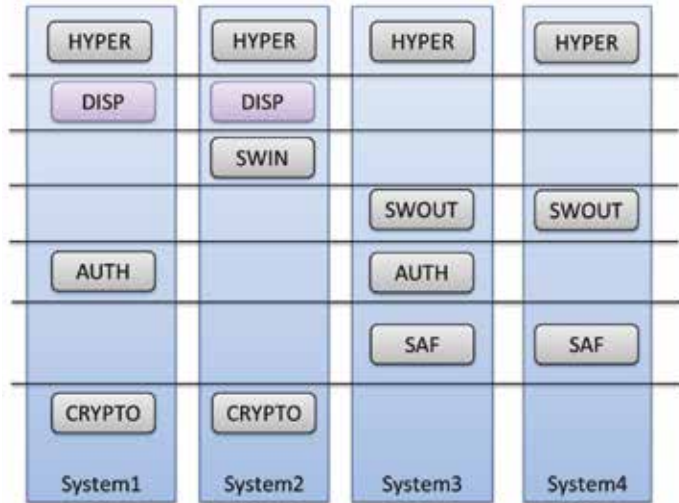 HYPER HYPER HYPER HYPER
DISP DISP
SWIN
SWOUT SWOUT
AUTH AUTH
SAF SAF
CRYPTO CRYPTO
System1 System2 System3 System4